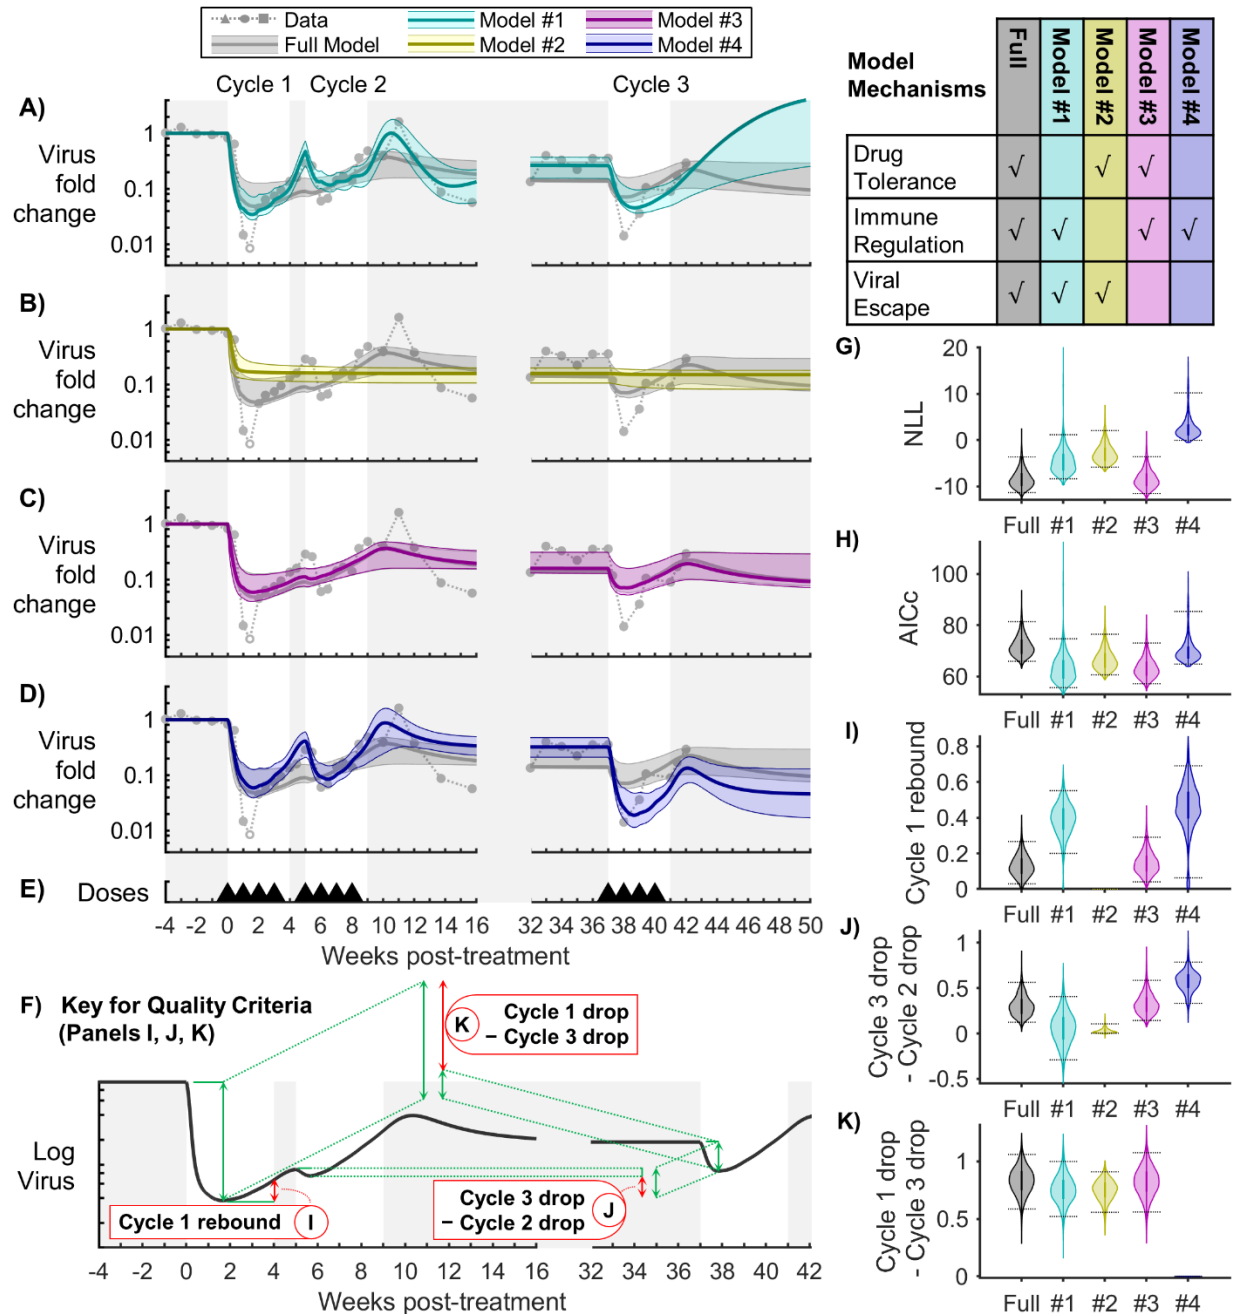 Data
Full Model
Model #1
Model #2
Model #3
Model #4
Model
Mechanisms
Full
Model #1
Model #2
Model #3
Model #4
Drug
Tolerance
√ √ √
Immune
Regulation
√ √ √ √
Viral
Escape
√ √ √
Cycle 1 Cycle 2 Cycle 3
A)
Virus
fold
change
1
0.1
0.01
B)
Virus
fold
change
1
0.1
0.01
C)
Virus
fold
change
1
0.1
0.01
D)
Virus
fold
change
1
0.1
0.01
E) Doses
-4 -2 0 2 4 6 8 10 12 14 16 32 34 36 38 40 42 44 46 48 50
Weeks post-treatment
F) Key for Quality Criteria
(Panels I, J, K)
K Cycle 1 drop
− Cycle 3 drop
Log
Virus
Cycle 1 rebound I
Cycle 3 drop
− Cycle 2 drop J
-4 -2 0 2 4 6 8 10 12 14 16 32 34 36 38 40 42
Weeks post-treatment
G)
NLL
20
10
0
-10
Full #1 #2 #3 #4
H)
AICc
100
80
60
Full #1 #2 #3 #4
I)
Cycle 1 rebound
0.8
0.6
0.4
0.2
0
Full #1 #2 #3 #4
J)
Cycle 3 drop
- Cycle 2 drop
1
0.5
0
-0.5
Full #1 #2 #3 #4
K)
Cycle 1 drop
- Cycle 3 drop
1
0.5
0
Full #1 #2 #3 #4